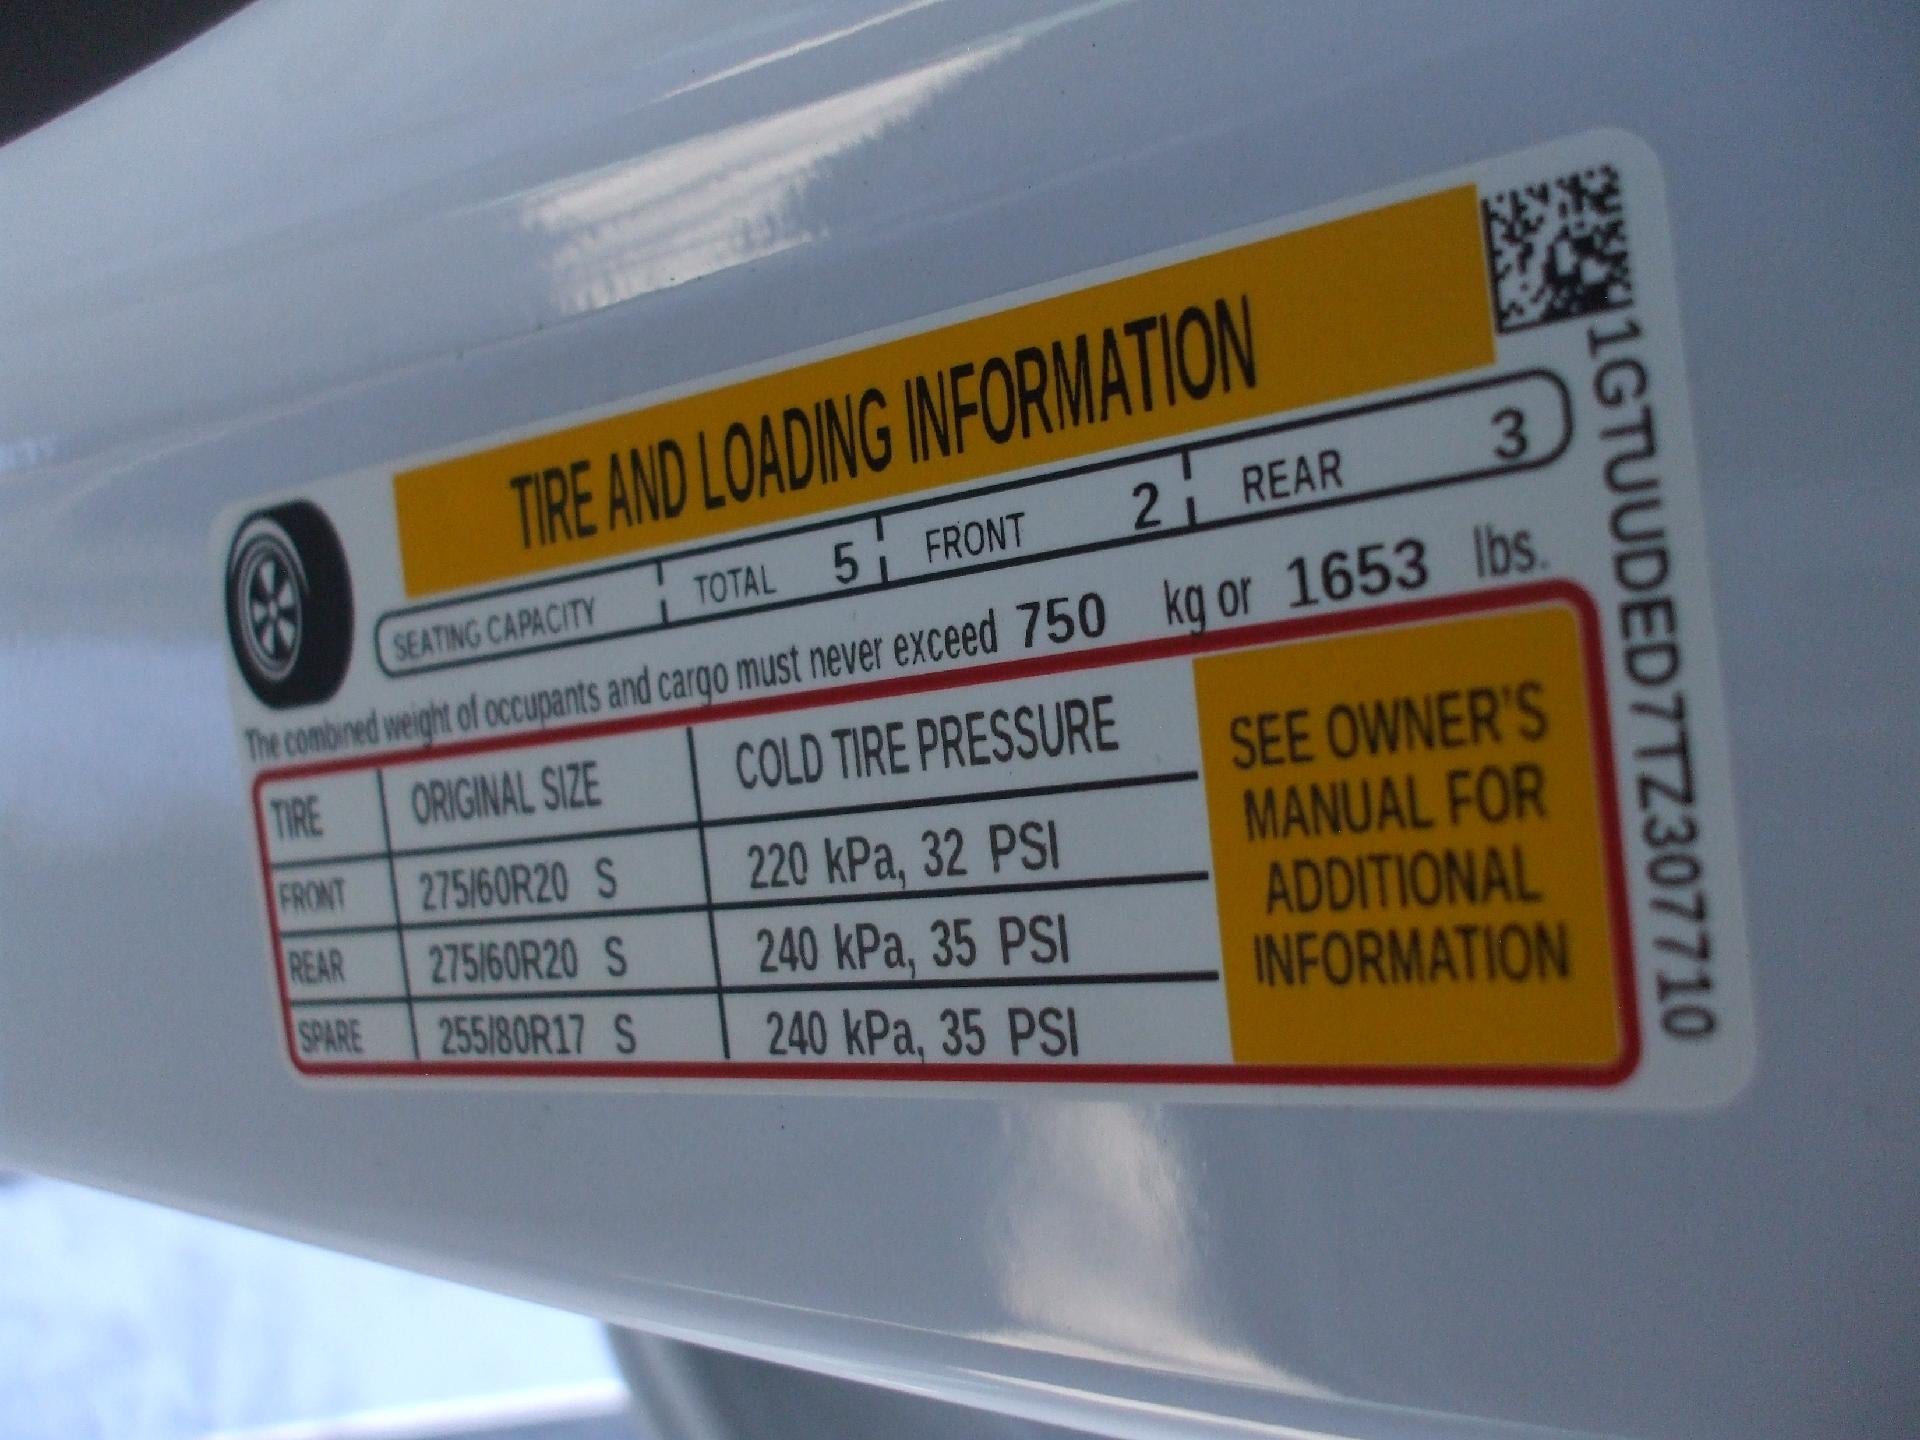 TIRE AND LOADING INFORMATION
SEATING CAPACITY TOTAL 5 FRONT 2 REAR 3
The combined weight of occupants and cargo must never exceed 750 kg or 1653 lbs.
TIRE ORIGINAL SIZE COLD TIRE PRESSURE
FRONT 275/60R20 S 220 kPa, 32 PSI
REAR 275/60R20 S 240 kPa, 35 PSI
SPARE 255/80R17 S 240 kPa, 35 PSI
SEE OWNER'S
MANUAL FOR
ADDITIONAL
INFORMATION
1GTUUDED7TZ307710